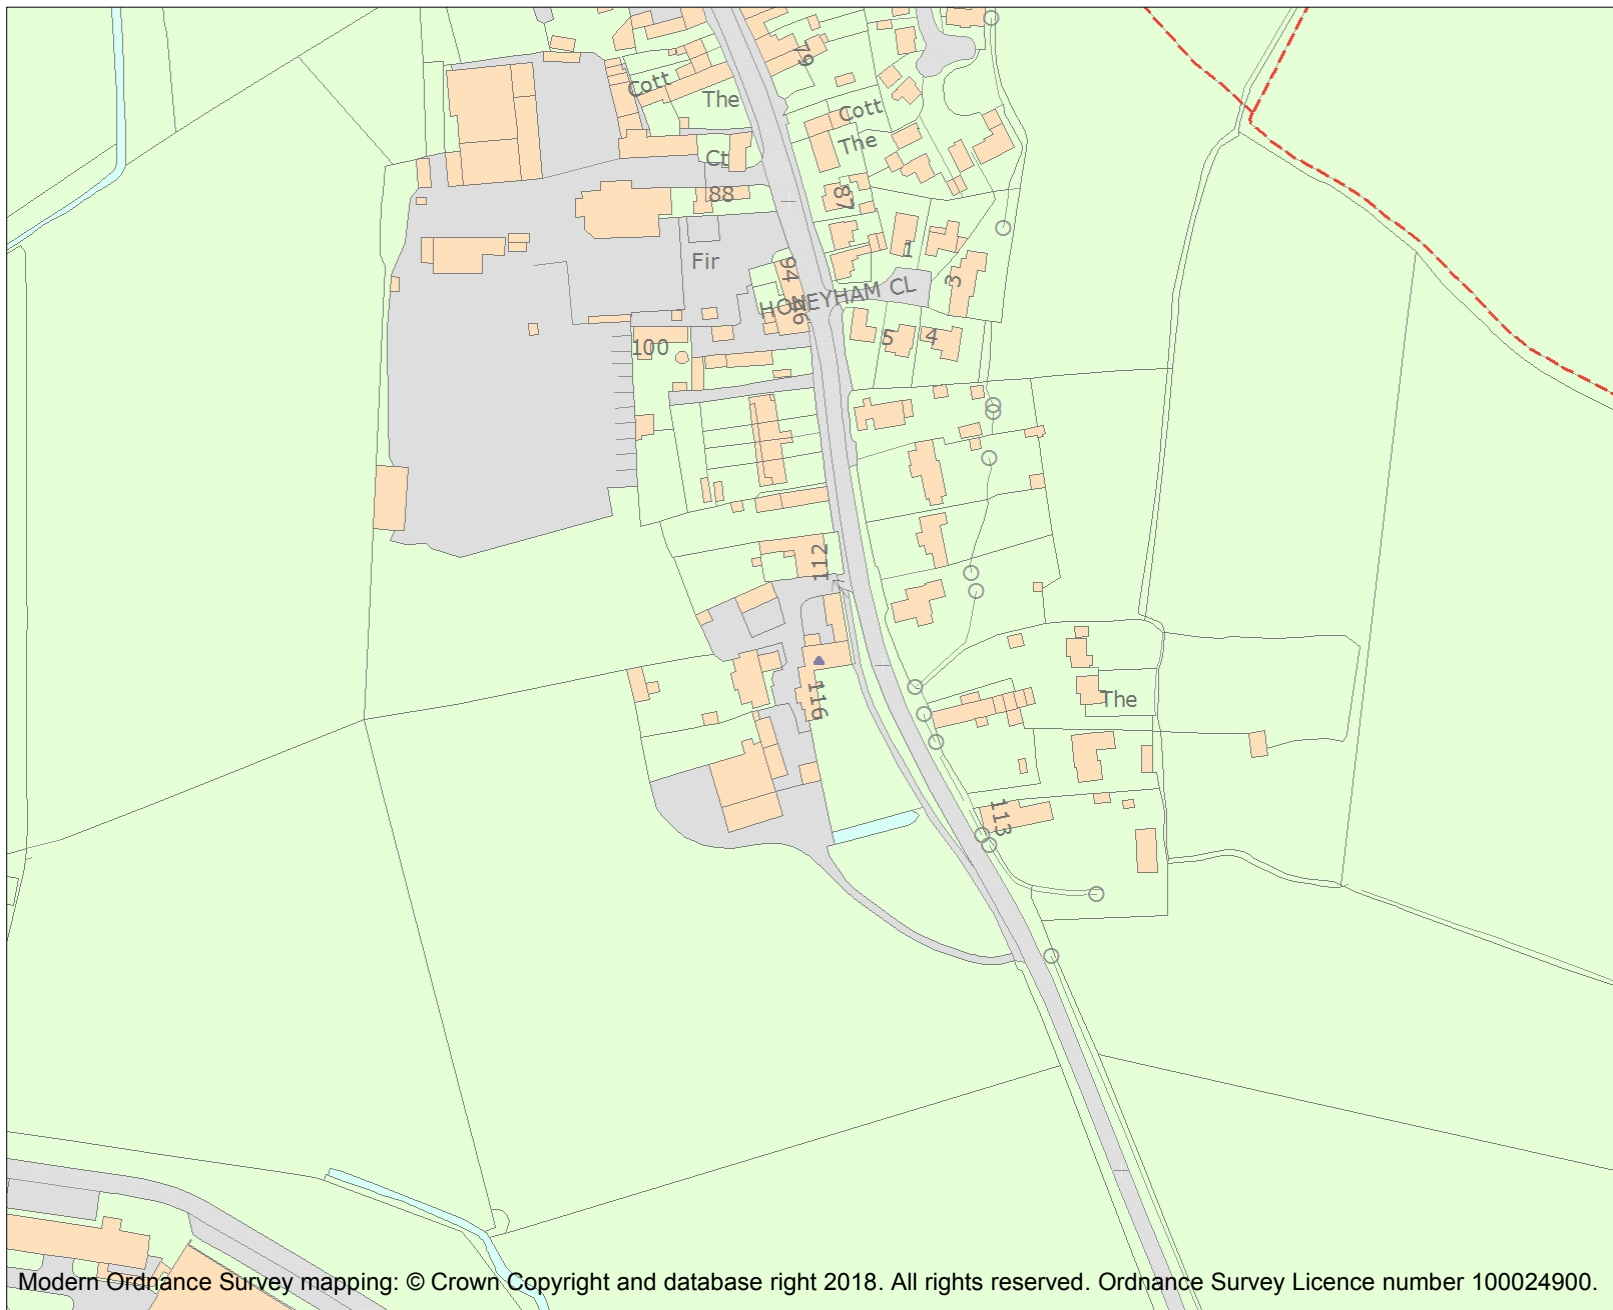 79
Cott
The
Cott
The
Ct
88
87
1
Fir
94
3
HONEYHAM CL
96
5
4
100
112
116
The
113
Modern Ordnance Survey mapping: © Crown Copyright and database right 2018. All rights reserved. Ordnance Survey Licence number 100024900.